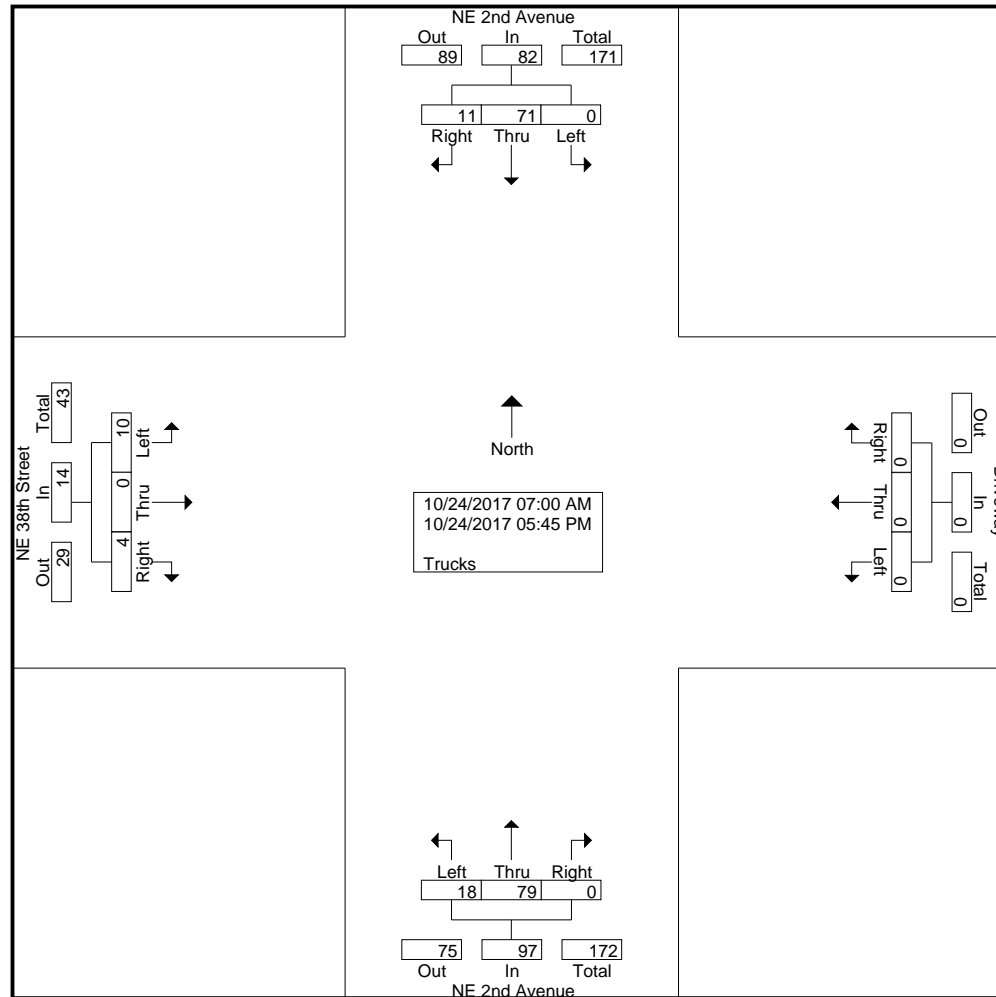 NE 2nd Avenue
Out In Total
89 82 171
11 71 0
Right Thru Left
NE 38th Street
Total In Out
43 14 29
10 0 4
Left Thru Right
North
10/24/2017 07:00 AM
10/24/2017 05:45 PM
Trucks
Right Thru Left
0 0 0
Out In Total
0 0 0
Left Thru Right
18 79 0
75 97 172
Out In Total
NE 2nd Avenue